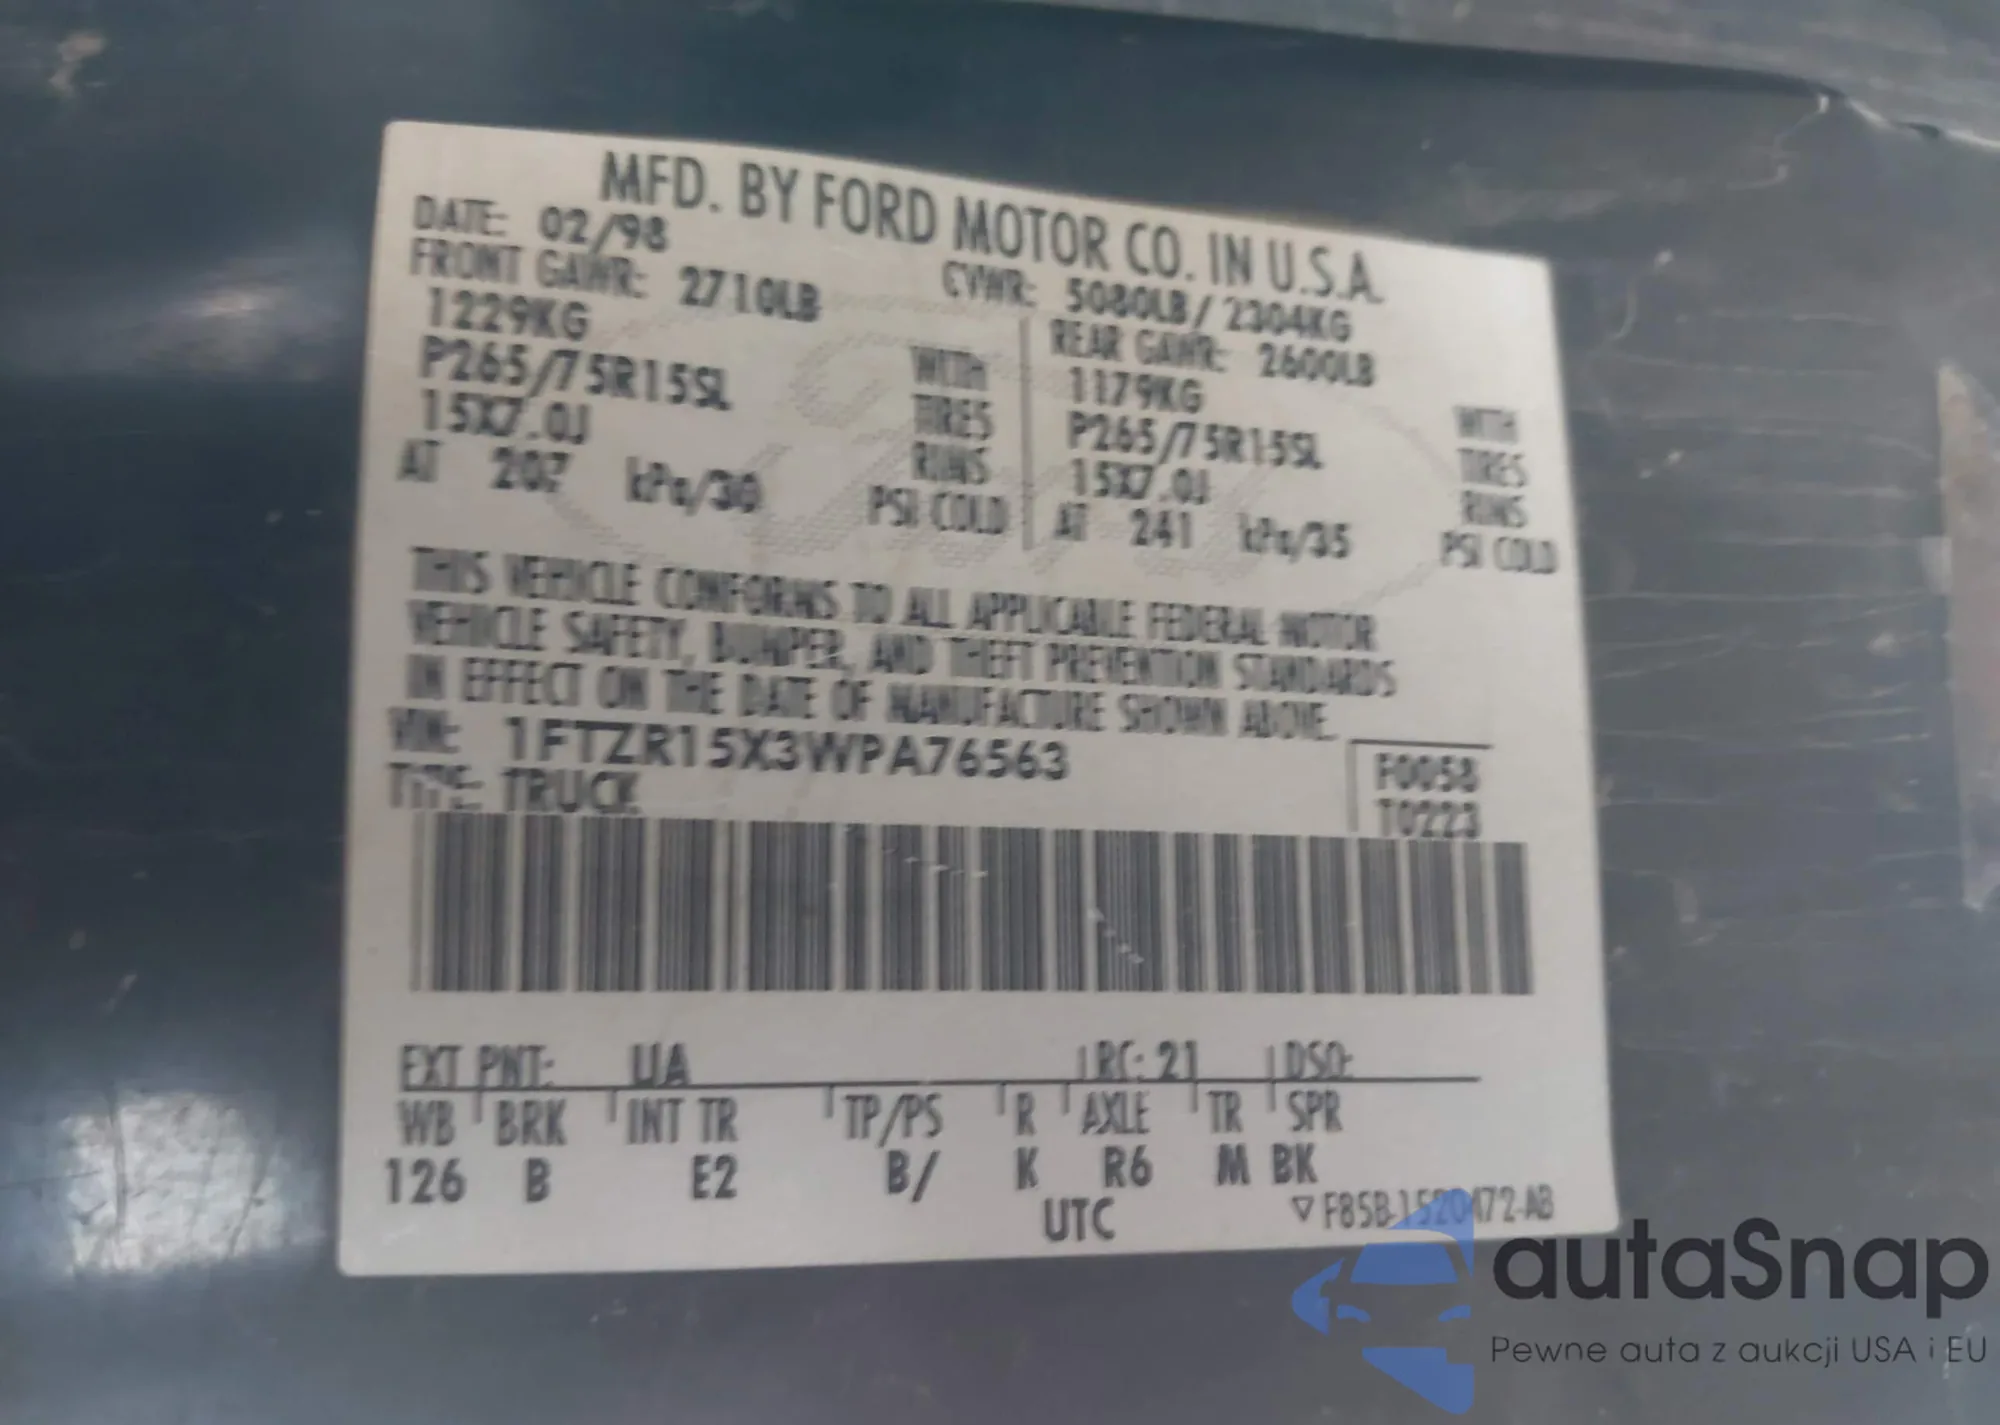 MFD. BY FORD MOTOR CO. IN U.S.A.
DATE: 02/98
GVWR: 5080LB / 2304KG
FRONT GAWR: 2710LB
1229KG
P265/75R15SL
15X7.0J
AT 207 kPa/30
WITH
TIRES
RIMS
PSI COLD
REAR GAWR: 2600LB
1179KG
P265/75R15SL
15X7.0J
AT 241 kPa/35
WITH
TIRES
RIMS
PSI COLD
THIS VEHICLE CONFORMS TO ALL APPLICABLE FEDERAL MOTOR
VEHICLE SAFETY, BUMPER, AND THEFT PREVENTION STANDARDS
IN EFFECT ON THE DATE OF MANUFACTURE SHOWN ABOVE.
VIN: 1FTZR15X3WPA76563
TYPE: TRUCK
F0058
T0223
EXT PNT: UA RC: 21 DSO:
WB BRK INT TR TP/PS R AXLE TR SPR
126 B E2 B/ K R6 M BK
UTC
▽ F85B-1520472-AB
autaSnap
Pewne auta z aukcji USA i EU